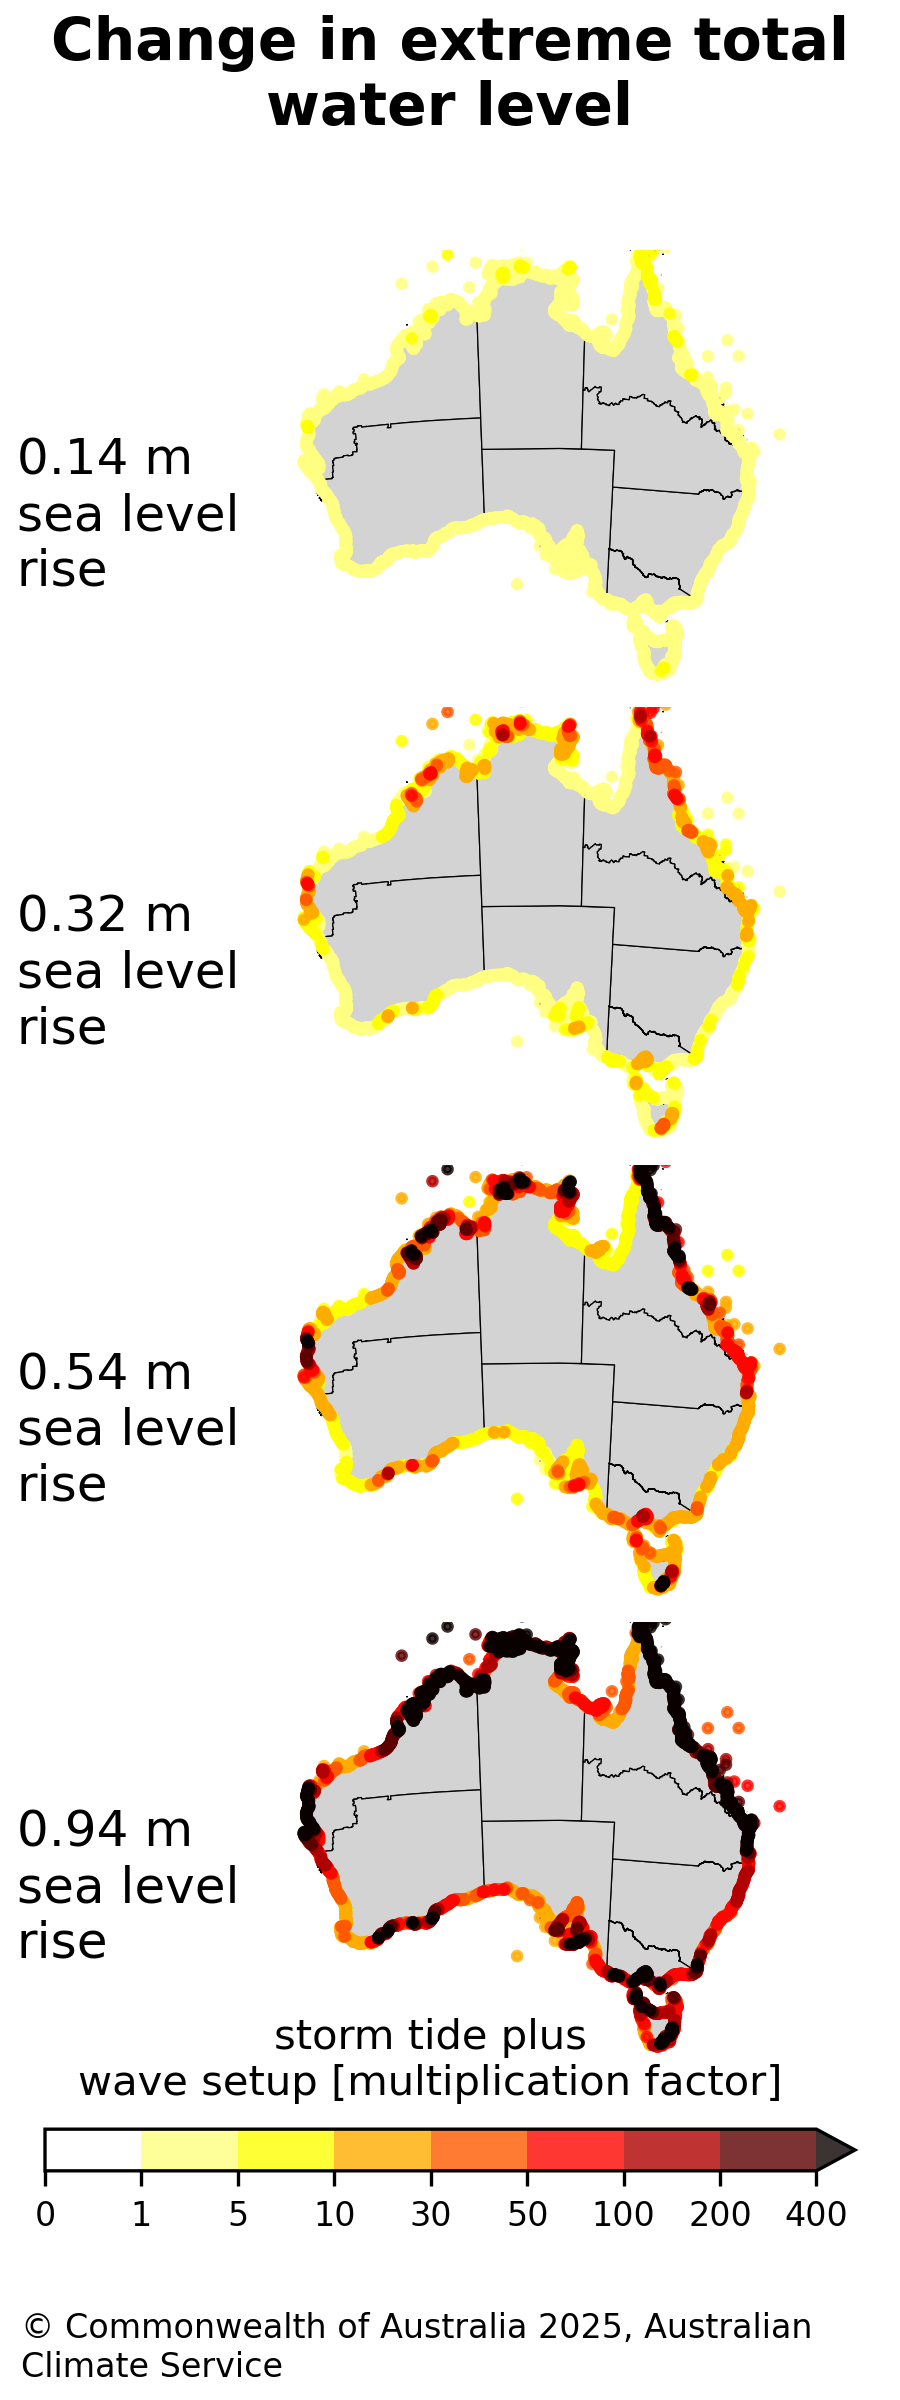 Change in extreme total
water level
0.14 m
sea level
rise
0.32 m
sea level
rise
0.54 m
sea level
rise
0.94 m
sea level
rise
storm tide plus
wave setup [multiplication factor]
0 1 5 10 30 50 100 200 400
© Commonwealth of Australia 2025, Australian
Climate Service